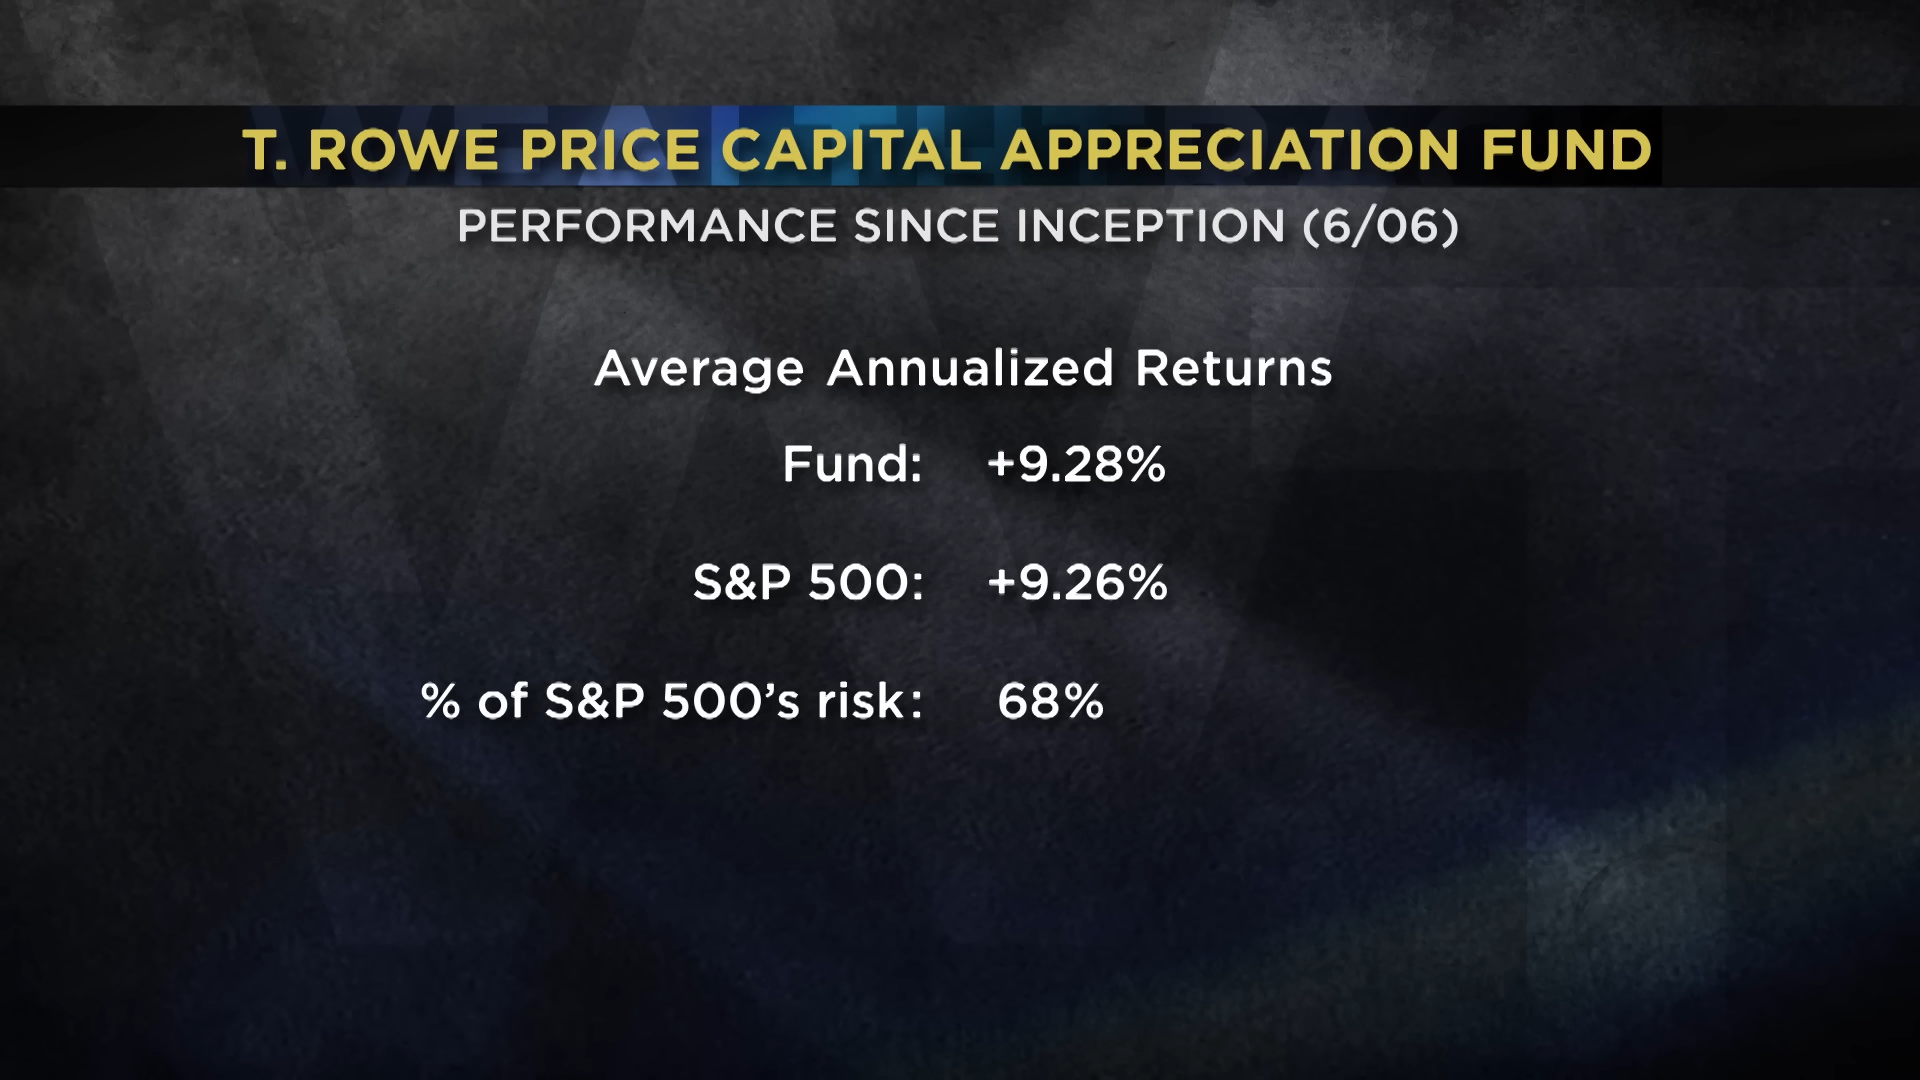 T. ROWE PRICE CAPITAL APPRECIATION FUND
PERFORMANCE SINCE INCEPTION (6/06)
Average Annualized Returns
Fund: +9.28%
S&P 500: +9.26%
% of S&P 500’s risk: 68%